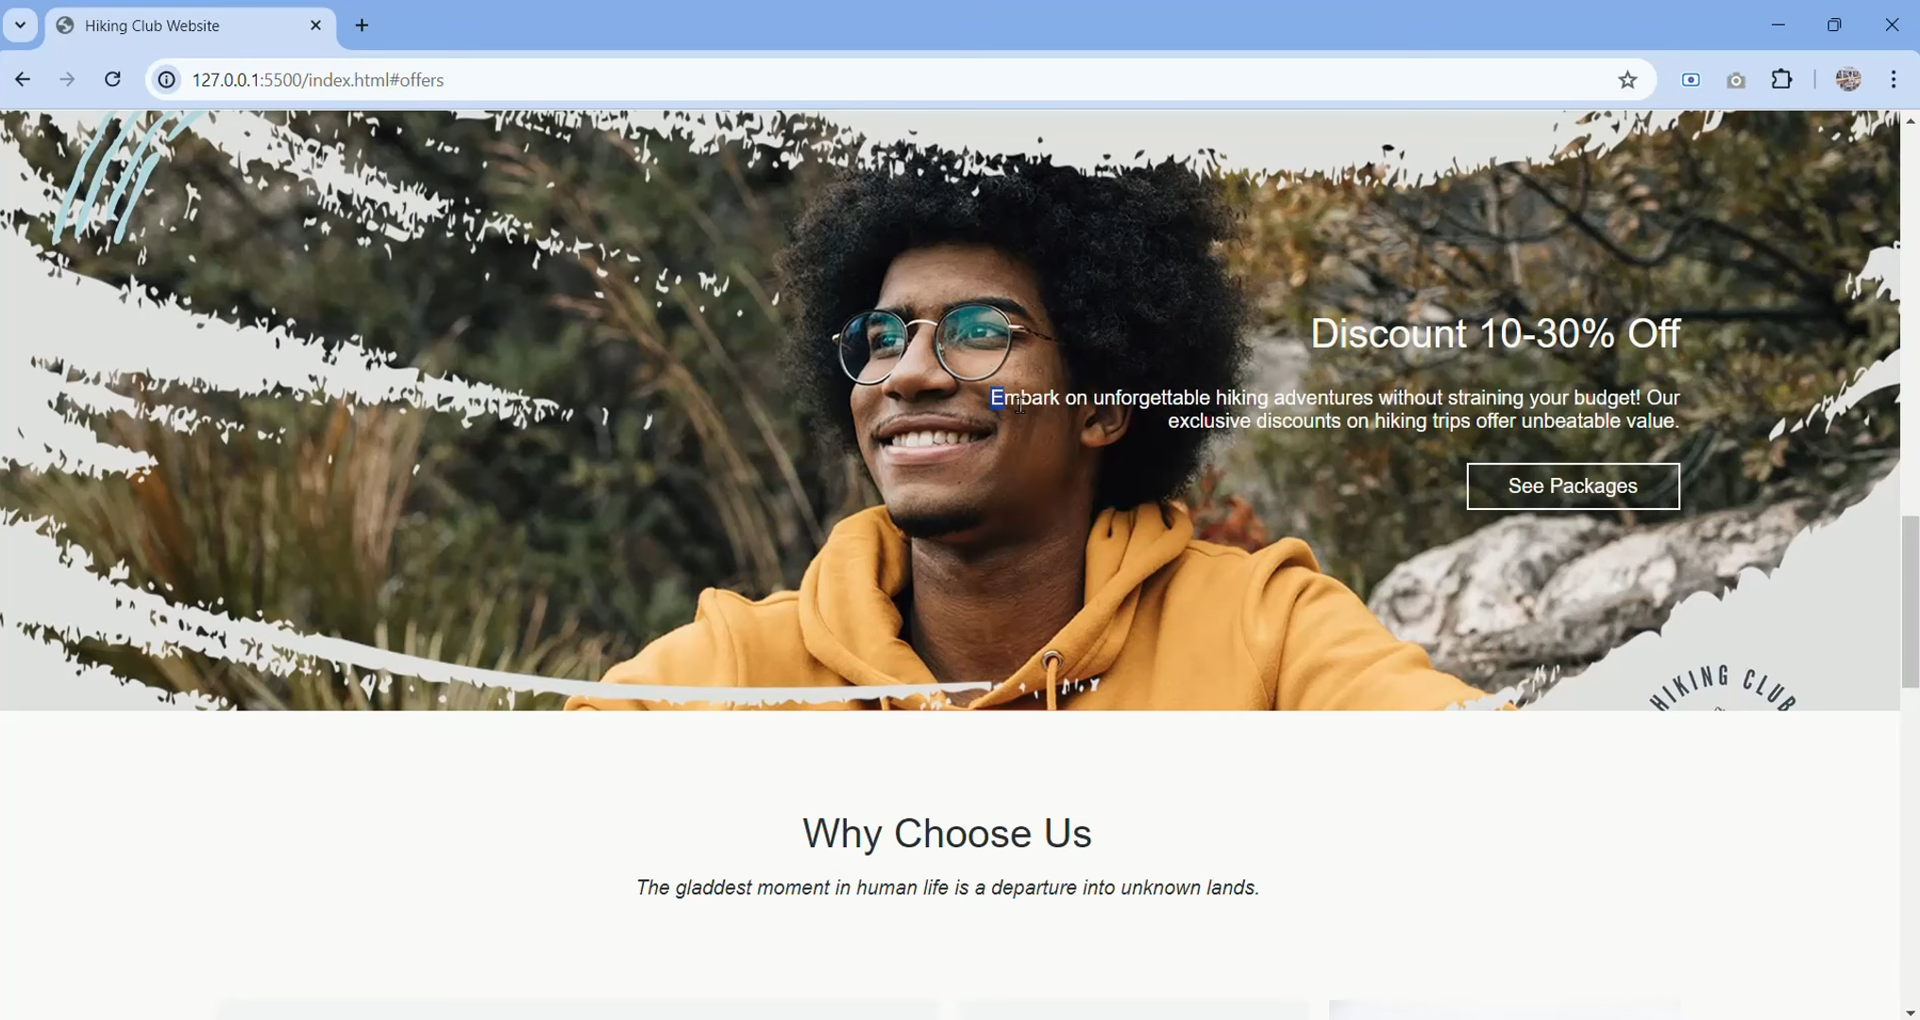 Hiking Club Website
127.0.0.1:5500/index.html#offers
Discount 10-30% Off
Embark on unforgettable hiking adventures without straining your budget! Our
exclusive discounts on hiking trips offer unbeatable value.
See Packages
HIKING CLUB
Why Choose Us
The gladdest moment in human life is a departure into unknown lands.